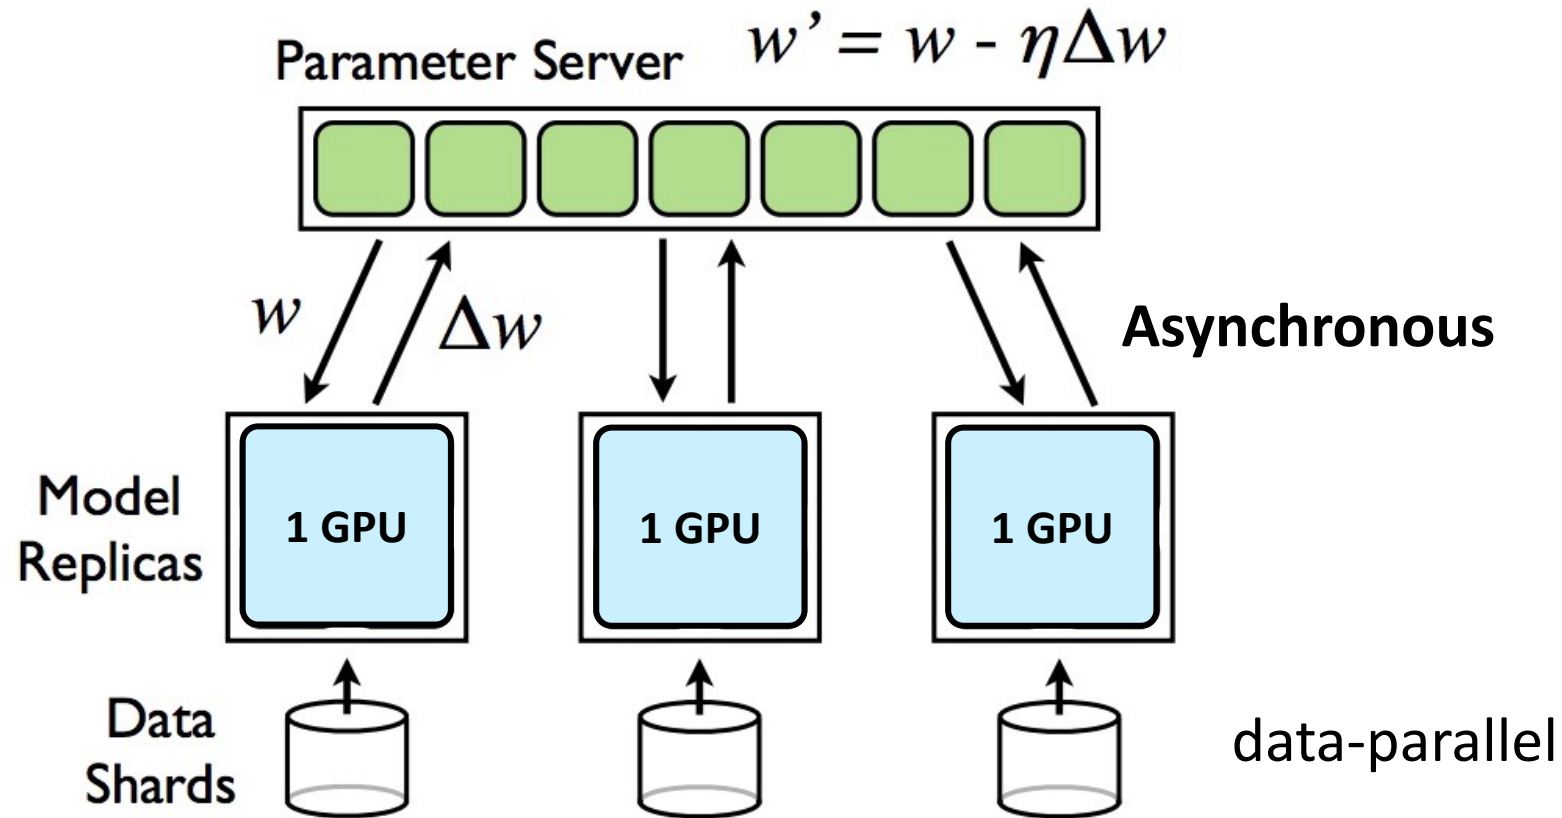 Parameter Server
w’ = w - ηΔw
w
Δw
Asynchronous
Model
Replicas
1 GPU
1 GPU
1 GPU
Data
Shards
data-parallel